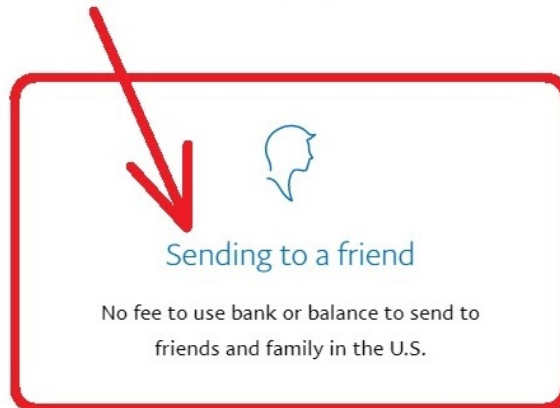 Sending to a friend
No fee to use bank or balance to send to
friends and family in the U.S.